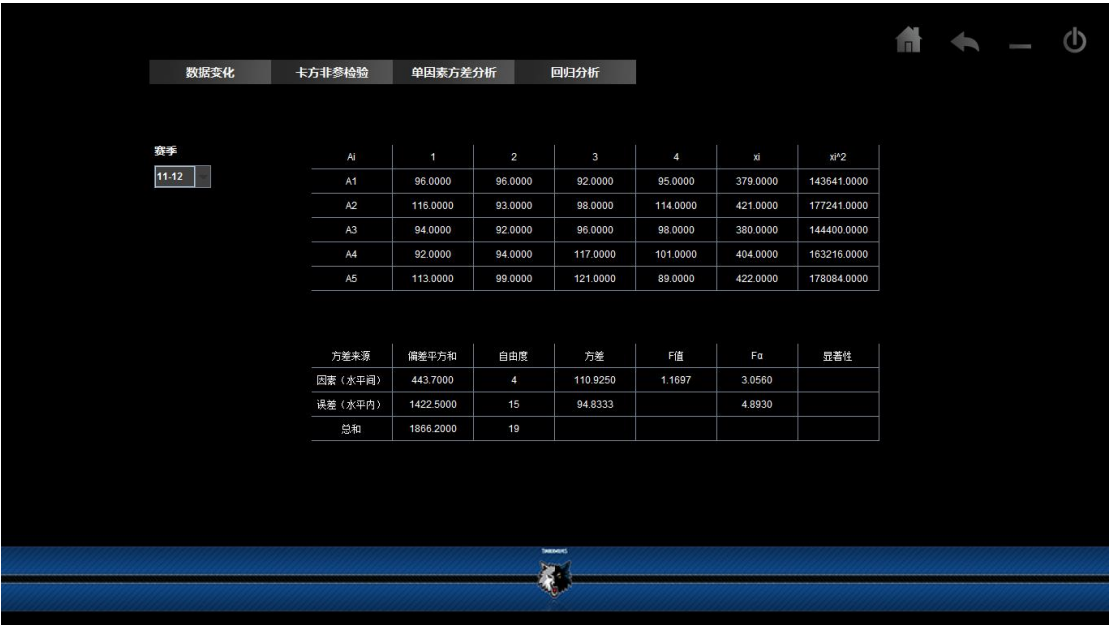 数据变化 卡方非参检验 单因素方差分析 回归分析
赛季
11-12
Ai 1 2 3 4 xi xi^2
A1 96.0000 96.0000 92.0000 95.0000 379.0000 143641.0000
A2 116.0000 93.0000 98.0000 114.0000 421.0000 177241.0000
A3 94.0000 92.0000 96.0000 98.0000 380.0000 144400.0000
A4 92.0000 94.0000 117.0000 101.0000 404.0000 163216.0000
A5 113.0000 99.0000 121.0000 89.0000 422.0000 178084.0000
方差来源 偏差平方和 自由度 方差 F值 Fα 显著性
因素（水平间） 443.7000 4 110.9250 1.1697 3.0560
误差（水平内） 1422.5000 15 94.8333 4.8930
总和 1866.2000 19